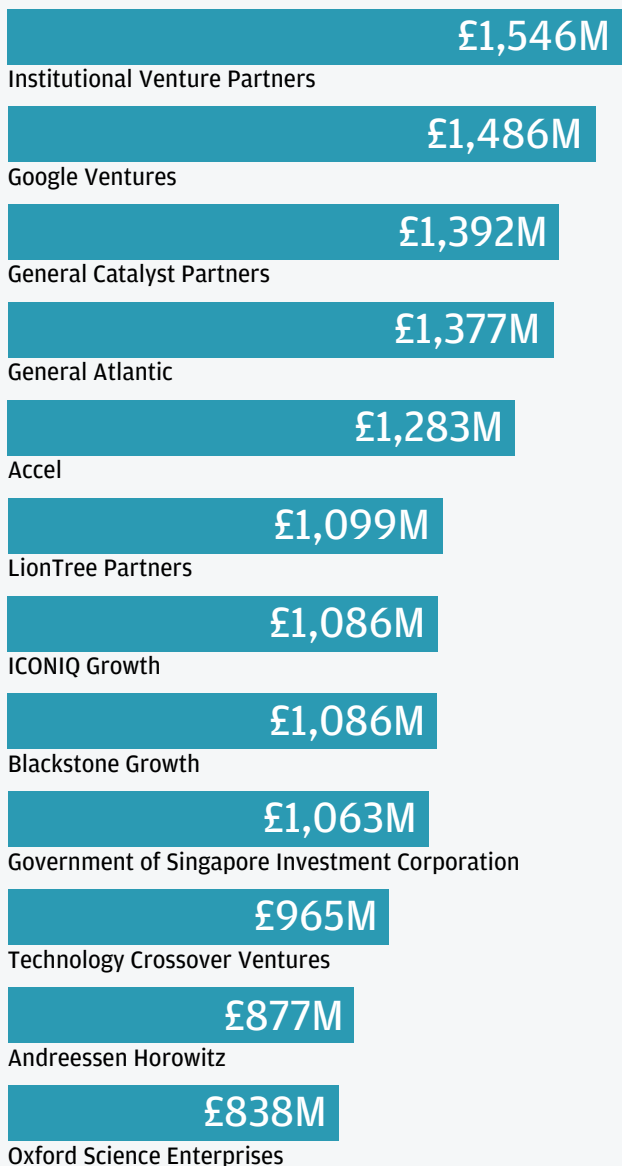 £1,546M
Institutional Venture Partners
£1,486M
Google Ventures
£1,392M
General Catalyst Partners
£1,377M
General Atlantic
£1,283M
Accel
£1,099M
LionTree Partners
£1,086M
ICONIQ Growth
£1,086M
Blackstone Growth
£1,063M
Government of Singapore Investment Corporation
£965M
Technology Crossover Ventures
£877M
Andreessen Horowitz
£838M
Oxford Science Enterprises